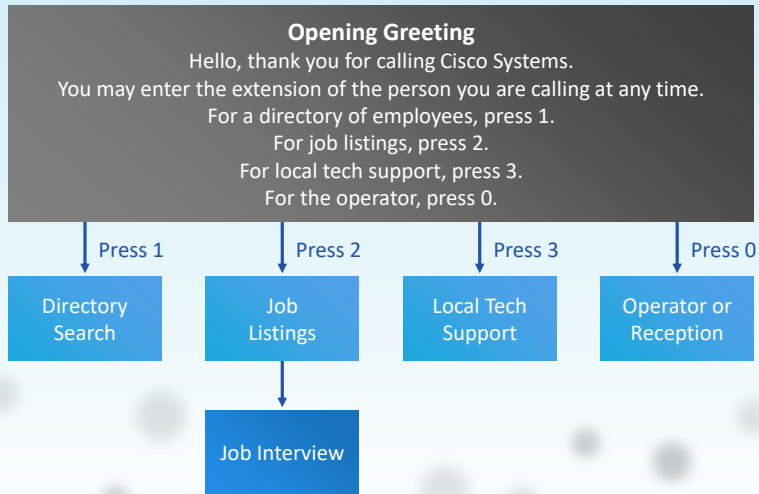 Opening Greeting
Hello, thank you for calling Cisco Systems.
You may enter the extension of the person you are calling at any time.
For a directory of employees, press 1.
For job listings, press 2.
For local tech support, press 3.
For the operator, press 0.
Press 1
Press 2
Press 3
Press 0
Directory
Search
Job
Listings
Local Tech
Support
Operator or
Reception
Job Interview